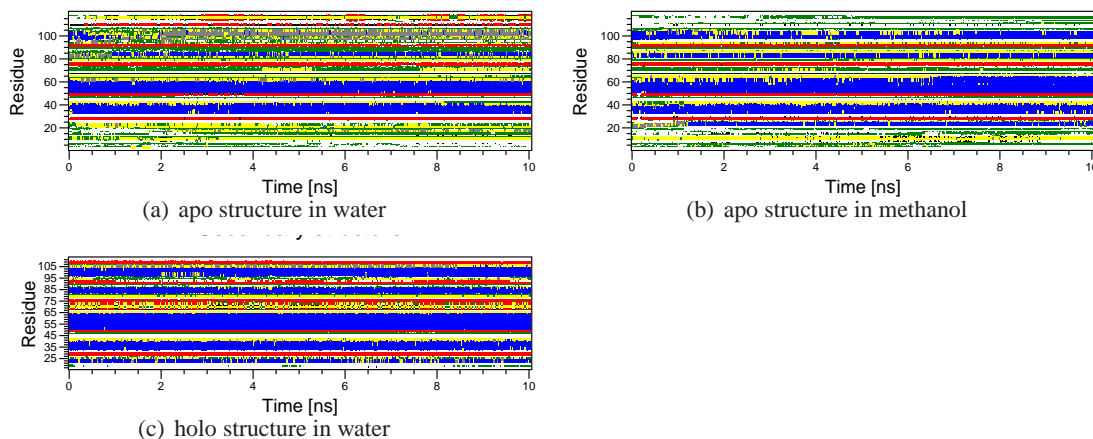 Residue
100
80
60
40
20
0 2 4 6 8 10
Time [ns]
(a) apo structure in water
Residue
100
80
60
40
20
0 2 4 6 8 10
Time [ns]
(b) apo structure in methanol
Residue
105
95
85
75
65
55
45
35
25
0 2 4 6 8 10
Time [ns]
(c) holo structure in water